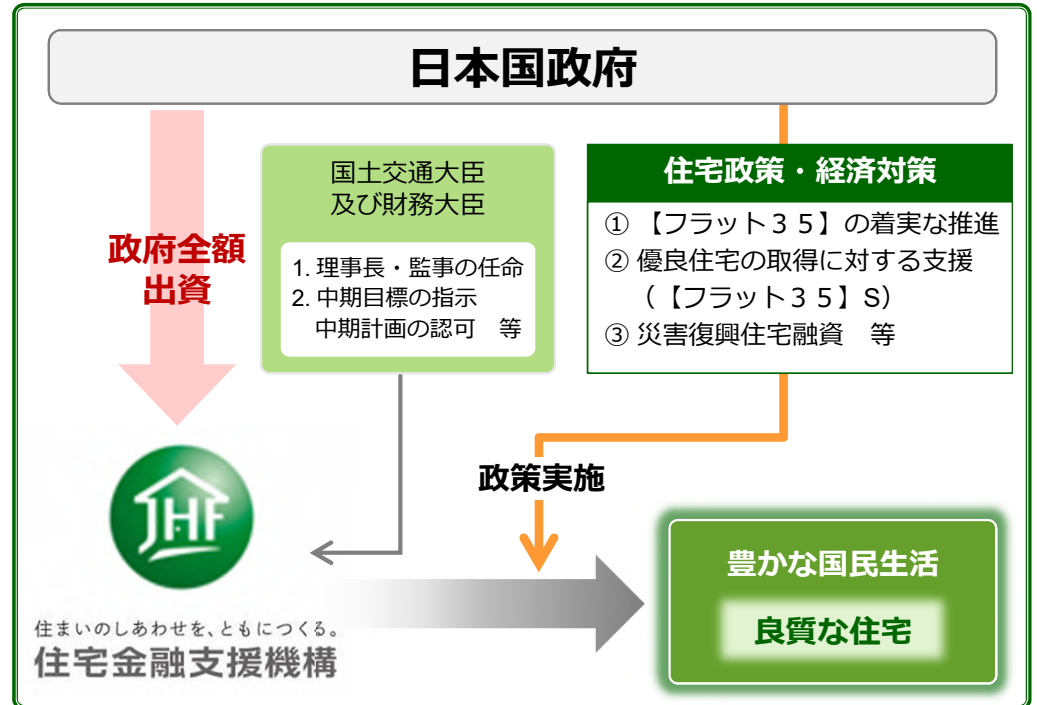 日本国政府
政府全額
出資
国土交通大臣
及び財務大臣
1. 理事長・監事の任命
2. 中期目標の指示
中期計画の認可　等
住宅政策・経済対策
① 【フラット３５】の着実な推進
② 優良住宅の取得に対する支援
（【フラット３５】S）
③ 災害復興住宅融資　等
政策実施
JHF
住まいのしあわせを、ともにつくる。
住宅金融支援機構
豊かな国民生活
良質な住宅